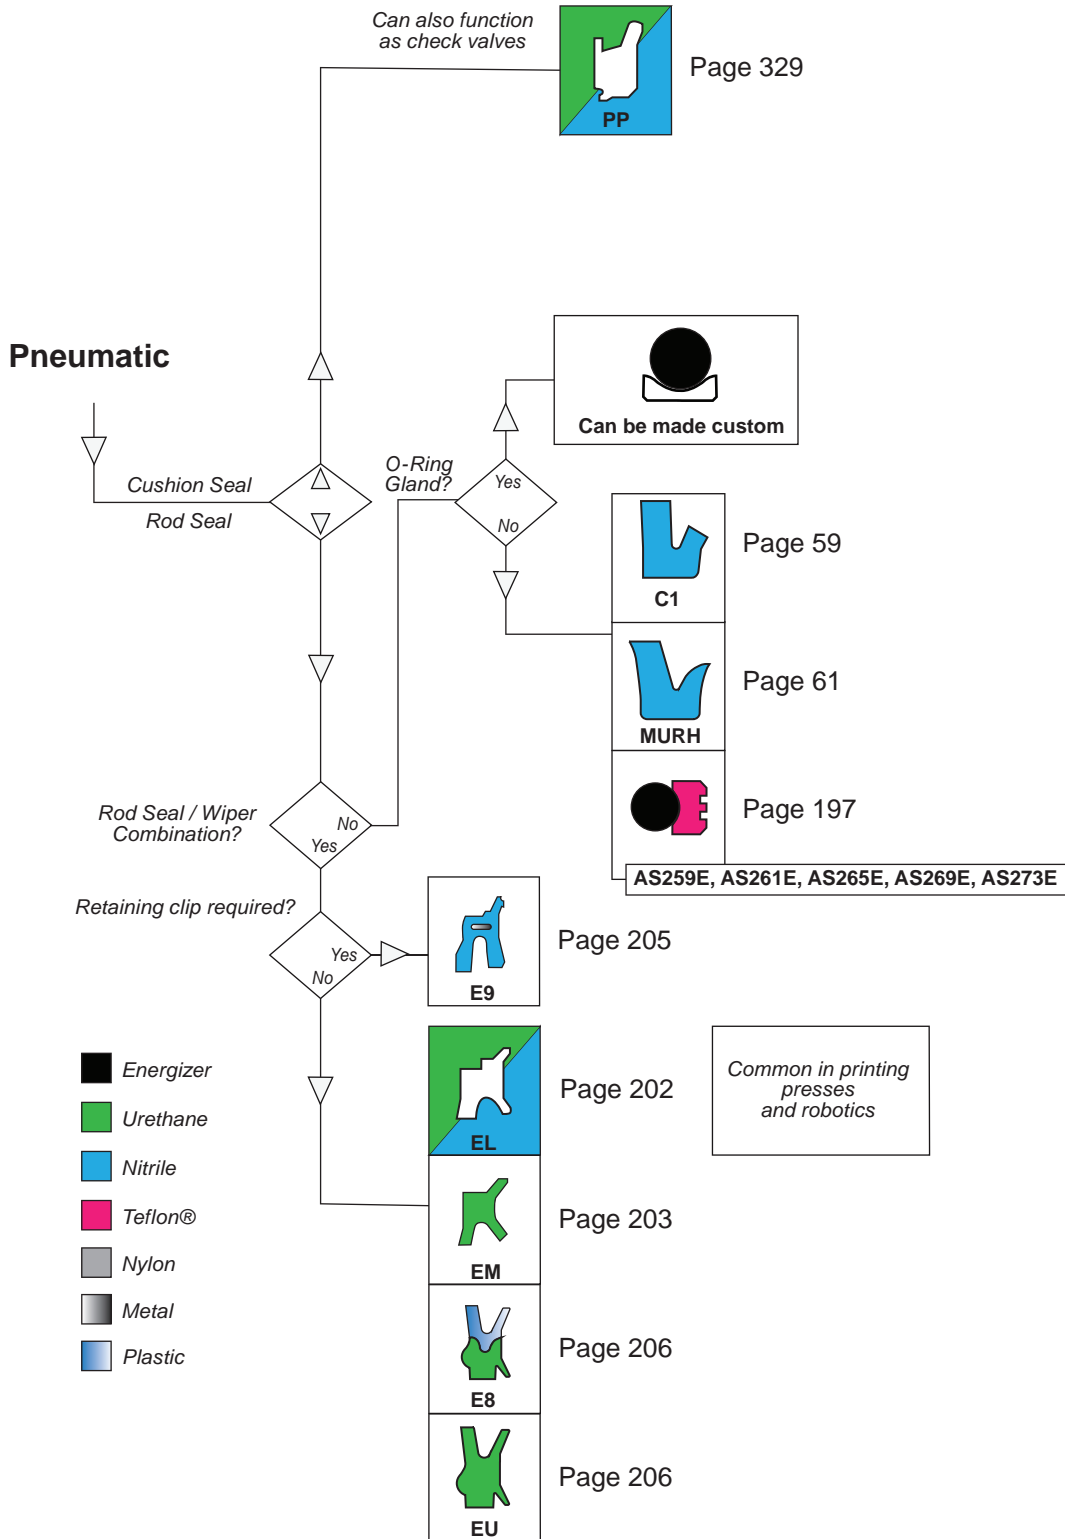 Can also function
as check valves
PP
Page 329
Pneumatic
Cushion Seal
Rod Seal
O-Ring
Gland?
Yes
No
Can be made custom
C1
Page 59
MURH
Page 61
Page 197
AS259E, AS261E, AS265E, AS269E, AS273E
Rod Seal / Wiper
Combination?
No
Yes
Retaining clip required?
Yes
No
E9
Page 205
EL
Page 202
Common in printing
presses
and robotics
EM
Page 203
E8
Page 206
EU
Page 206
Energizer
Urethane
Nitrile
Teflon®
Nylon
Metal
Plastic